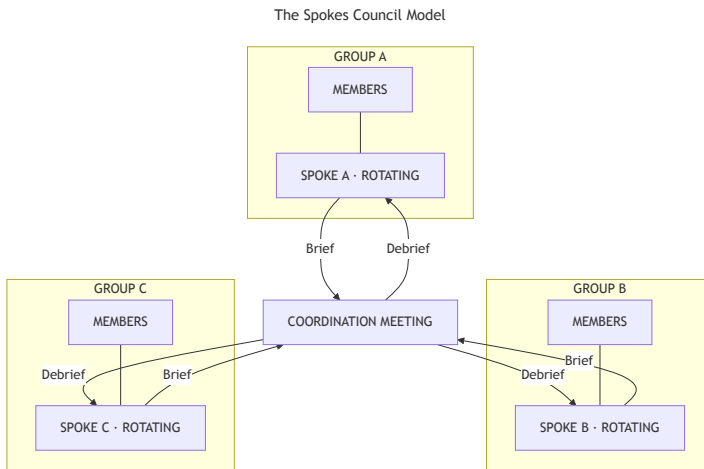 The Spokes Council Model
GROUP A
MEMBERS
SPOKE A · ROTATING
Brief
Debrief
GROUP C
MEMBERS
Debrief
Brief
SPOKE C · ROTATING
COORDINATION MEETING
GROUP B
MEMBERS
Brief
Debrief
SPOKE B · ROTATING